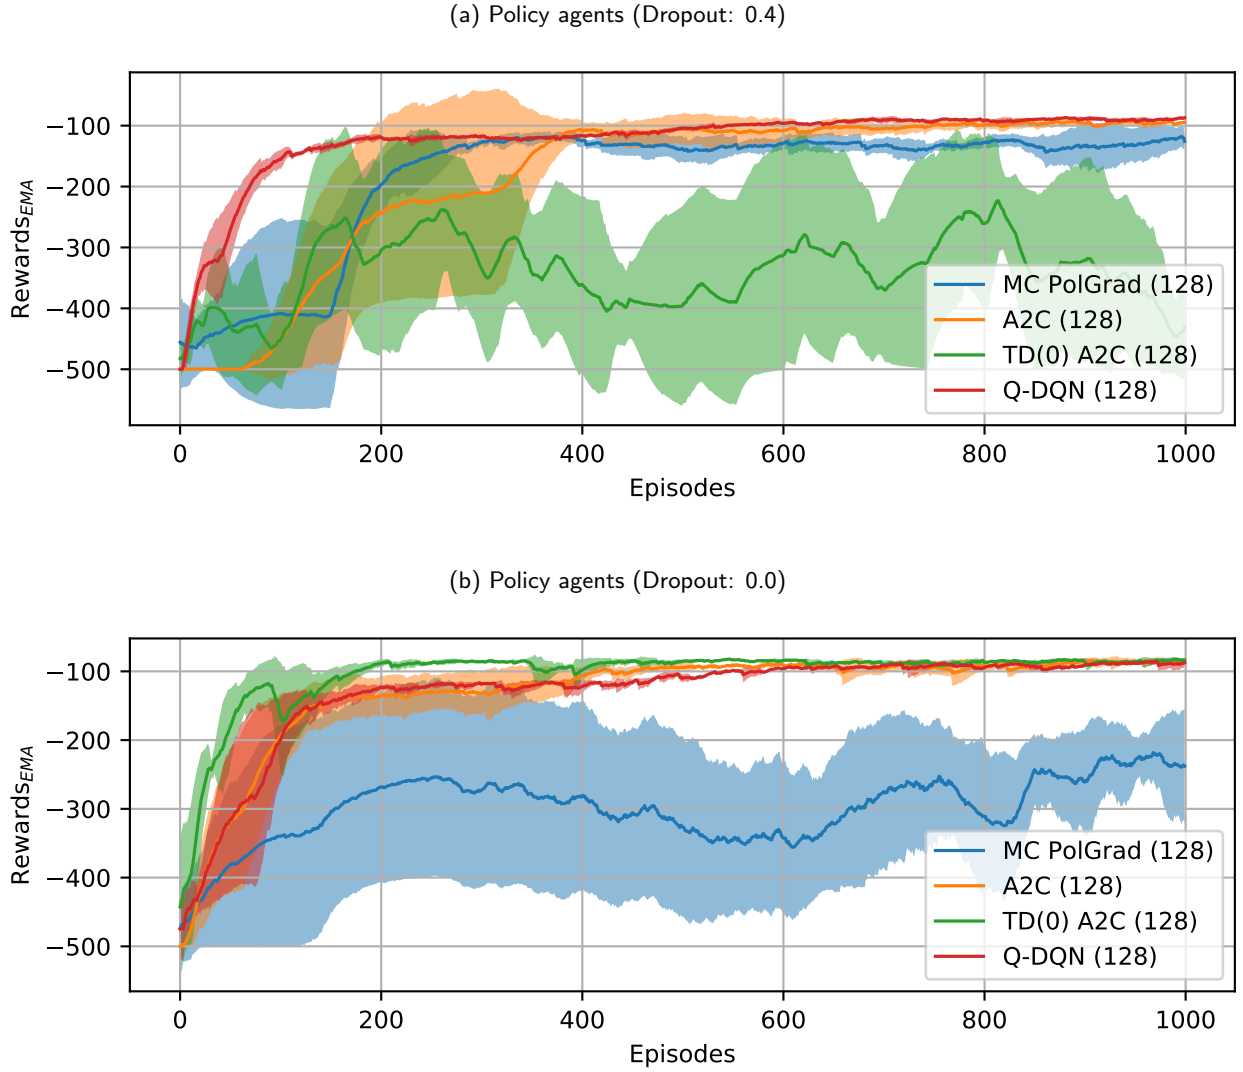 (a) Policy agents (Dropout: 0.4)
−100
−200
−300
−400
−500
Rewards_EMA
0 200 400 600 800 1000
Episodes
MC PolGrad (128)
A2C (128)
TD(0) A2C (128)
Q-DQN (128)
(b) Policy agents (Dropout: 0.0)
−100
−200
−300
−400
−500
Rewards_EMA
0 200 400 600 800 1000
Episodes
MC PolGrad (128)
A2C (128)
TD(0) A2C (128)
Q-DQN (128)